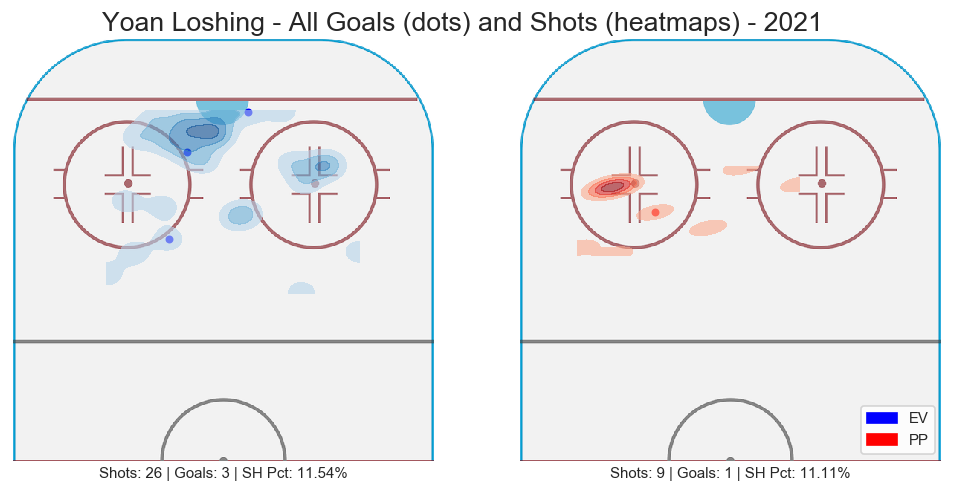 Yoan Loshing - All Goals (dots) and Shots (heatmaps) - 2021
EV
PP
Shots: 26 | Goals: 3 | SH Pct: 11.54%
Shots: 9 | Goals: 1 | SH Pct: 11.11%